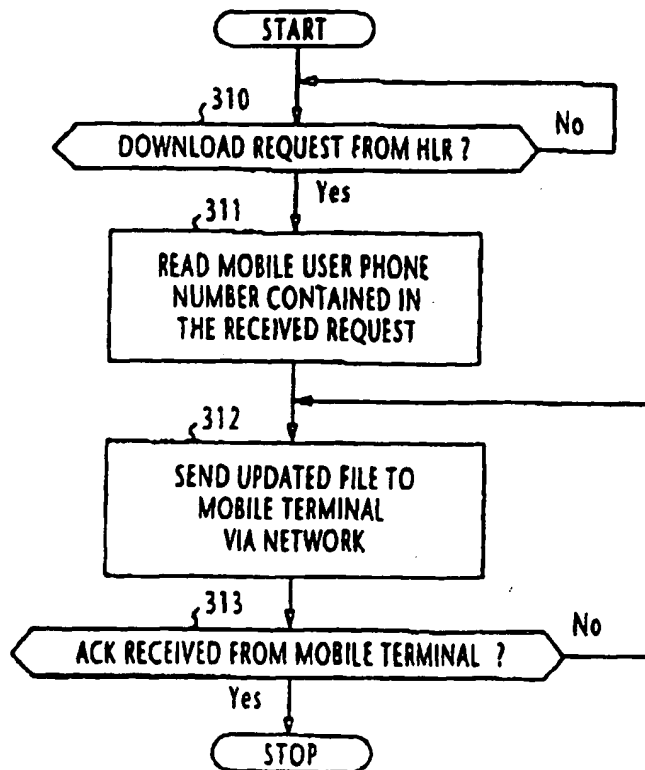 START
310
DOWNLOAD REQUEST FROM HLR ?
No
Yes
311
READ MOBILE USER PHONE
NUMBER CONTAINED IN
THE RECEIVED REQUEST
312
SEND UPDATED FILE TO
MOBILE TERMINAL
VIA NETWORK
313
ACK RECEIVED FROM MOBILE TERMINAL ?
No
Yes
STOP